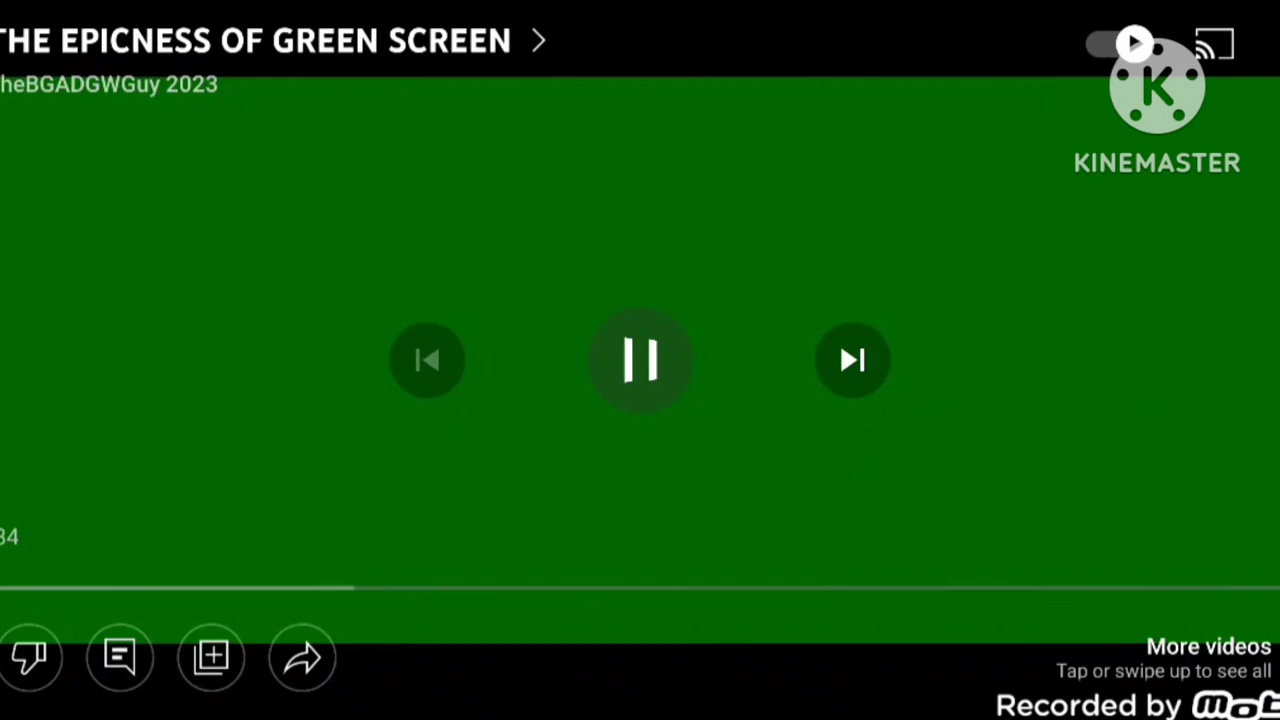 THE EPICNESS OF GREEN SCREEN
heBGADGWGuy 2023
K
KINEMASTER
34
More videos
Tap or swipe up to see all
Recorded by